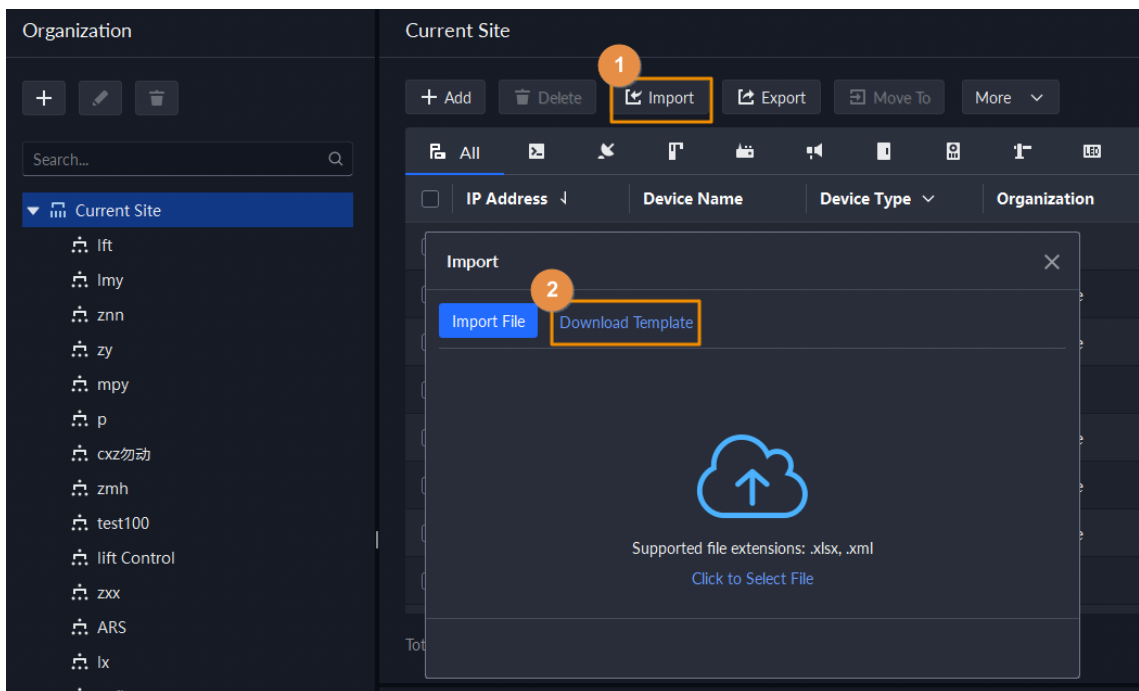 Organization
Current Site
1
Add
Delete
Import
Export
Move To
More
Search...
All
LED
IP Address
Device Name
Device Type
Organization
Current Site
lft
lmy
znn
zy
mpy
p
cxz勿动
zmh
test100
lift Control
zxx
ARS
lx
Import
2
Import File
Download Template
Supported file extensions: .xlsx, .xml
Click to Select File
Tot